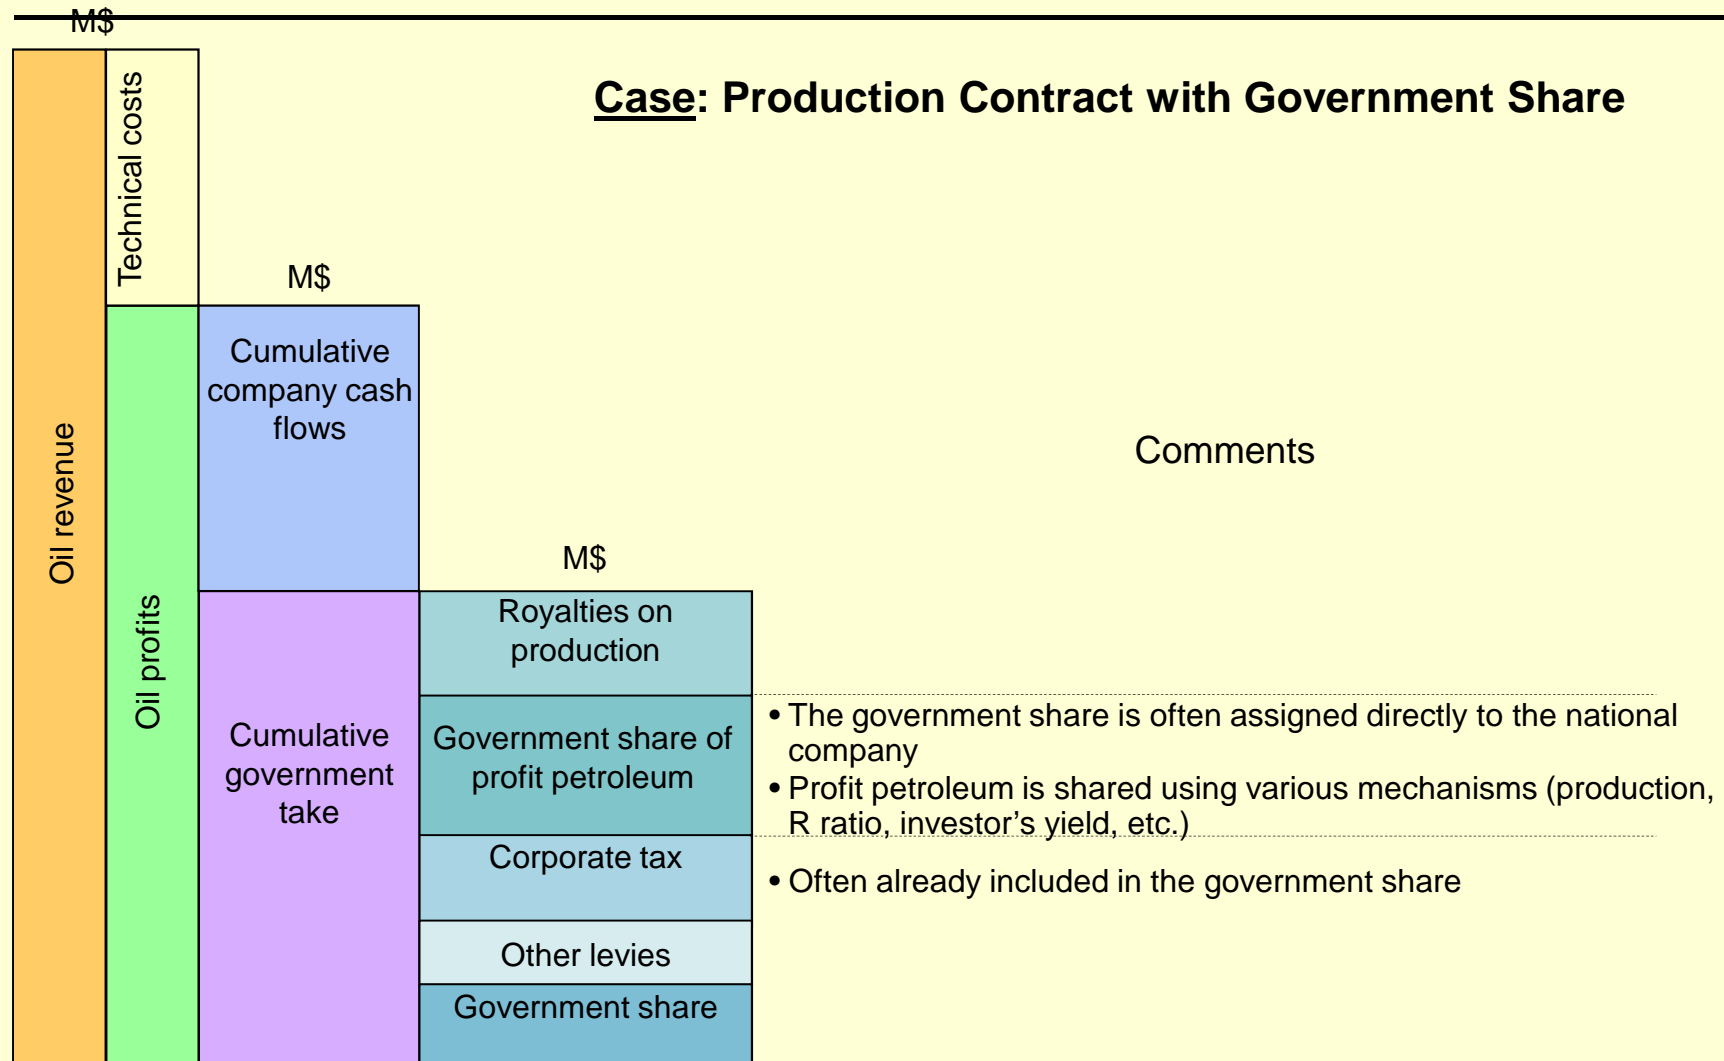 M$
Case: Production Contract with Government Share
Technical costs
M$
Cumulative
company cash
flows
Oil revenue
Comments
M$
Oil profits
Royalties on
production
Cumulative
government
take
Government share of
profit petroleum
• The government share is often assigned directly to the national
company
• Profit petroleum is shared using various mechanisms (production,
R ratio, investor’s yield, etc.)
Corporate tax
• Often already included in the government share
Other levies
Government share